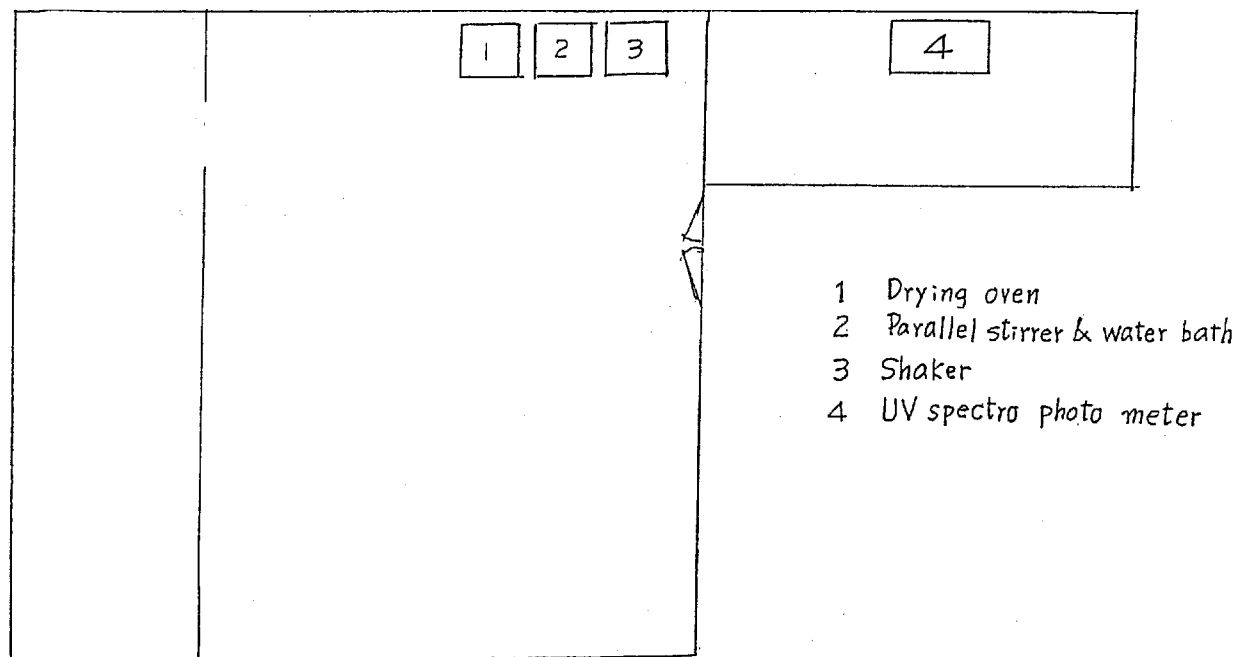 1 2 3 4
1 Drying oven
2 Parallel stirrer & water bath
3 Shaker
4 UV spectro photo meter